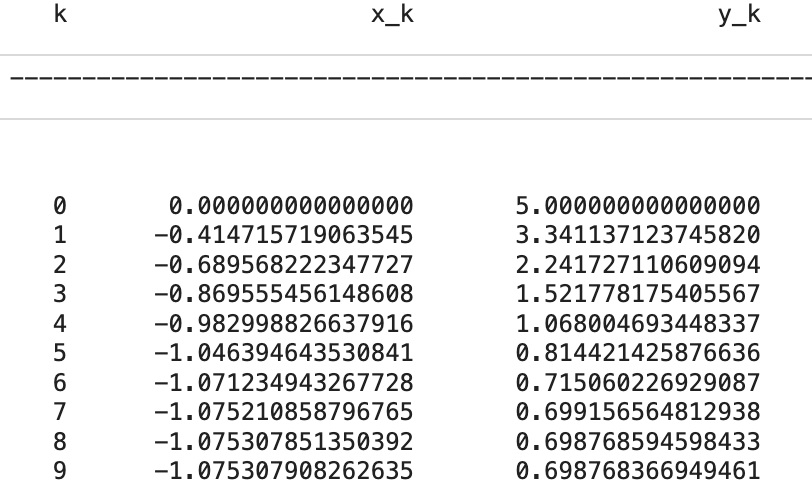 k x_k y_k
--------------------------------------------------------
0 0.000000000000000 5.000000000000000
1 -0.414715719063545 3.341137123745820
2 -0.689568222347727 2.241727110609094
3 -0.869555456148608 1.521778175405567
4 -0.982998826637916 1.068004693448337
5 -1.046394643530841 0.814421425876636
6 -1.071234943267728 0.715060226929087
7 -1.075210858796765 0.699156564812938
8 -1.075307851350392 0.698768594598433
9 -1.075307908262635 0.698768366949461